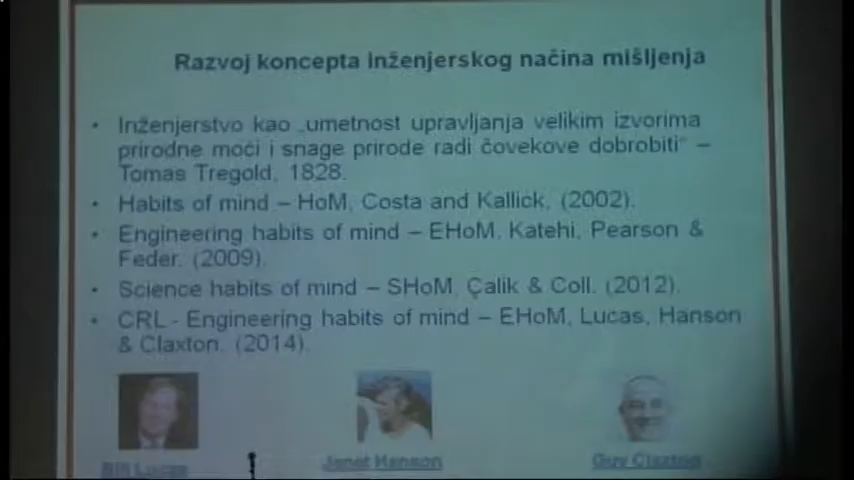 Razvoj koncepta inženjerskog načina mišljenja
• Inženjerstvo kao „umetnost upravljanja velikim izvorima
prirodne moći i snage prirode radi čovekove dobrobiti“ –
Tomas Tregold, 1828.
• Habits of mind – HoM, Costa and Kallick, (2002).
• Engineering habits of mind – EHoM, Katehi, Pearson &
Feder. (2009).
• Science habits of mind – SHoM, Çalik & Coll. (2012).
• CRL - Engineering habits of mind – EHoM, Lucas, Hanson
& Claxton. (2014).
Bill Lucas Janet Hanson Guy Claxton